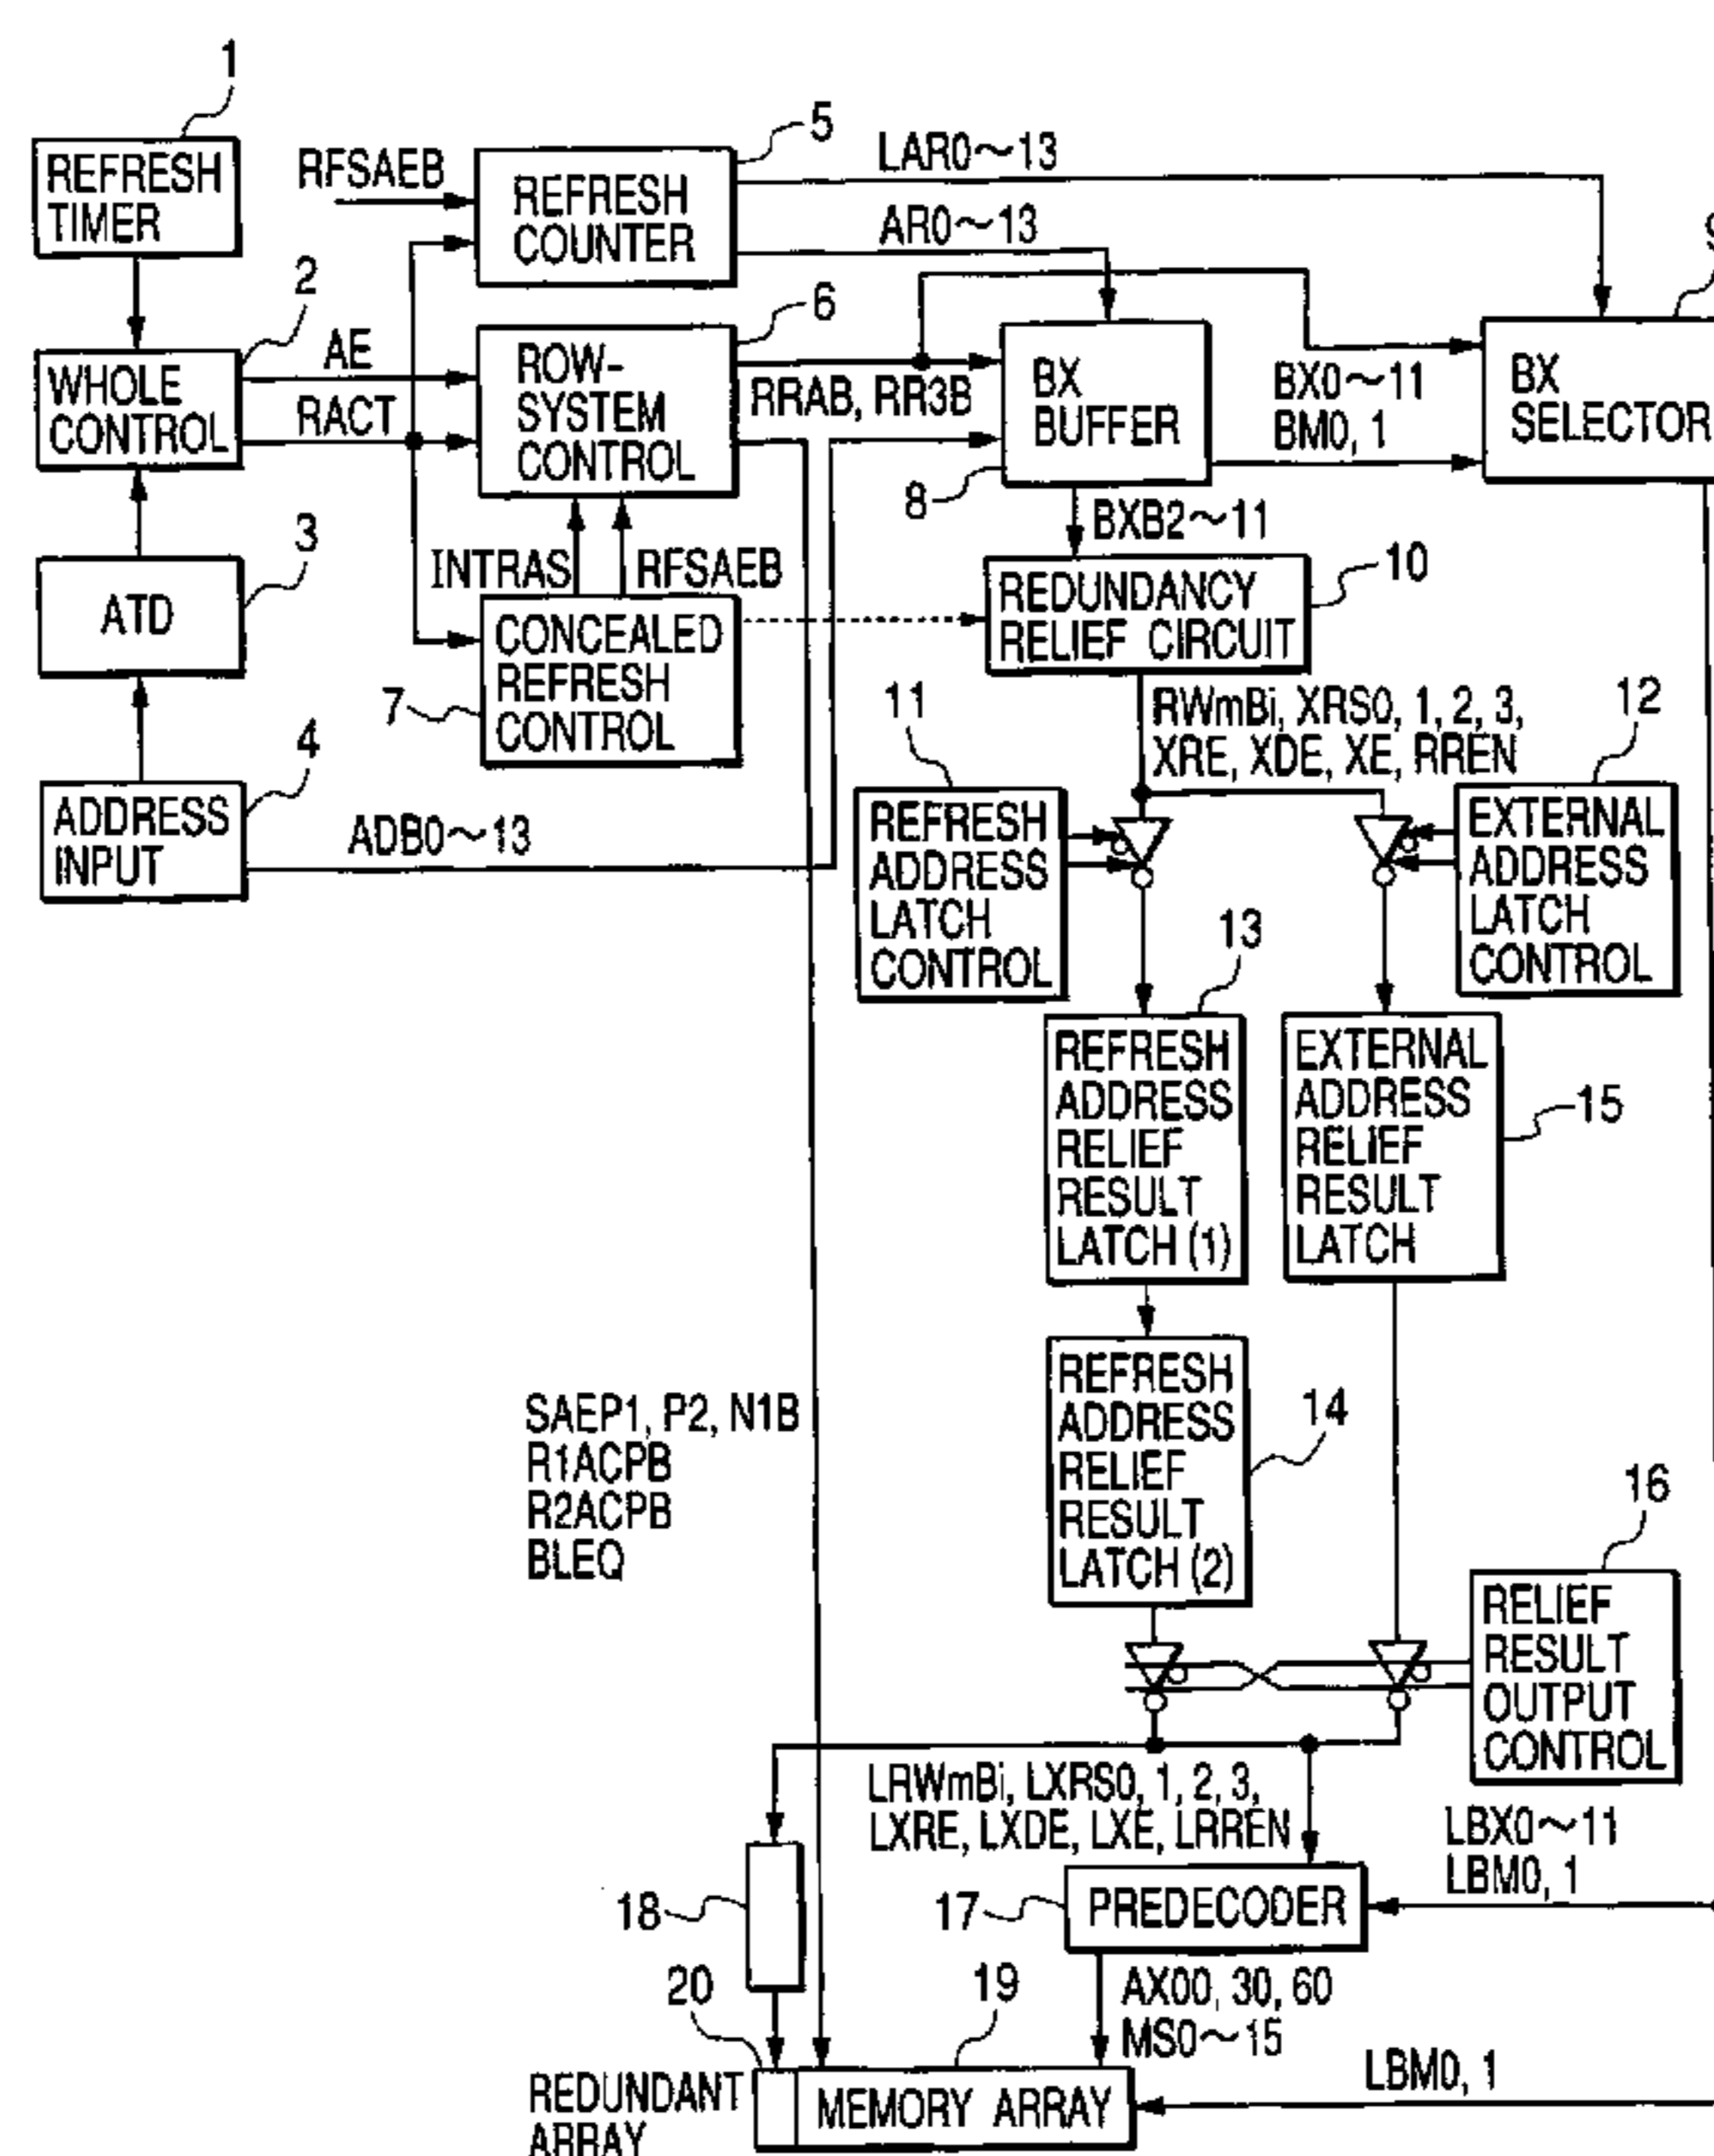 1
REFRESH
TIMER
2
WHOLE
CONTROL
3
ATD
4
ADDRESS
INPUT
RFSAEB
AE
RACT
5
REFRESH
COUNTER
LAR0~13
AR0~13
6
ROW-
SYSTEM
CONTROL
RRAB, RR3B
INTRAS
RFSAEB
7
CONCEALED
REFRESH
CONTROL
ADB0~13
BX
BUFFER
8
BX0~11
BM0, 1
9
BX
SELECTOR
BXB2~11
REDUNDANCY
RELIEF CIRCUIT
10
RWmBi, XRS0, 1, 2, 3,
XRE, XDE, XE, RREN
11
REFRESH
ADDRESS
LATCH
CONTROL
12
EXTERNAL
ADDRESS
LATCH
CONTROL
13
REFRESH
ADDRESS
RELIEF
RESULT
LATCH (1)
EXTERNAL
ADDRESS
RELIEF
RESULT
LATCH
15
REFRESH
ADDRESS
RELIEF
RESULT
LATCH (2)
14
SAEP1, P2, N1B
R1ACPB
R2ACPB
BLEQ
16
RELIEF
RESULT
OUTPUT
CONTROL
LRWmBi, LXRS0, 1, 2, 3,
LXRE, LXDE, LXE, LRREN
LBX0~11
LBM0, 1
18
17
PREDECODER
AX00, 30, 60
MS0~15
20
19
REDUNDANT
ARRAY
MEMORY ARRAY
LBM0, 1